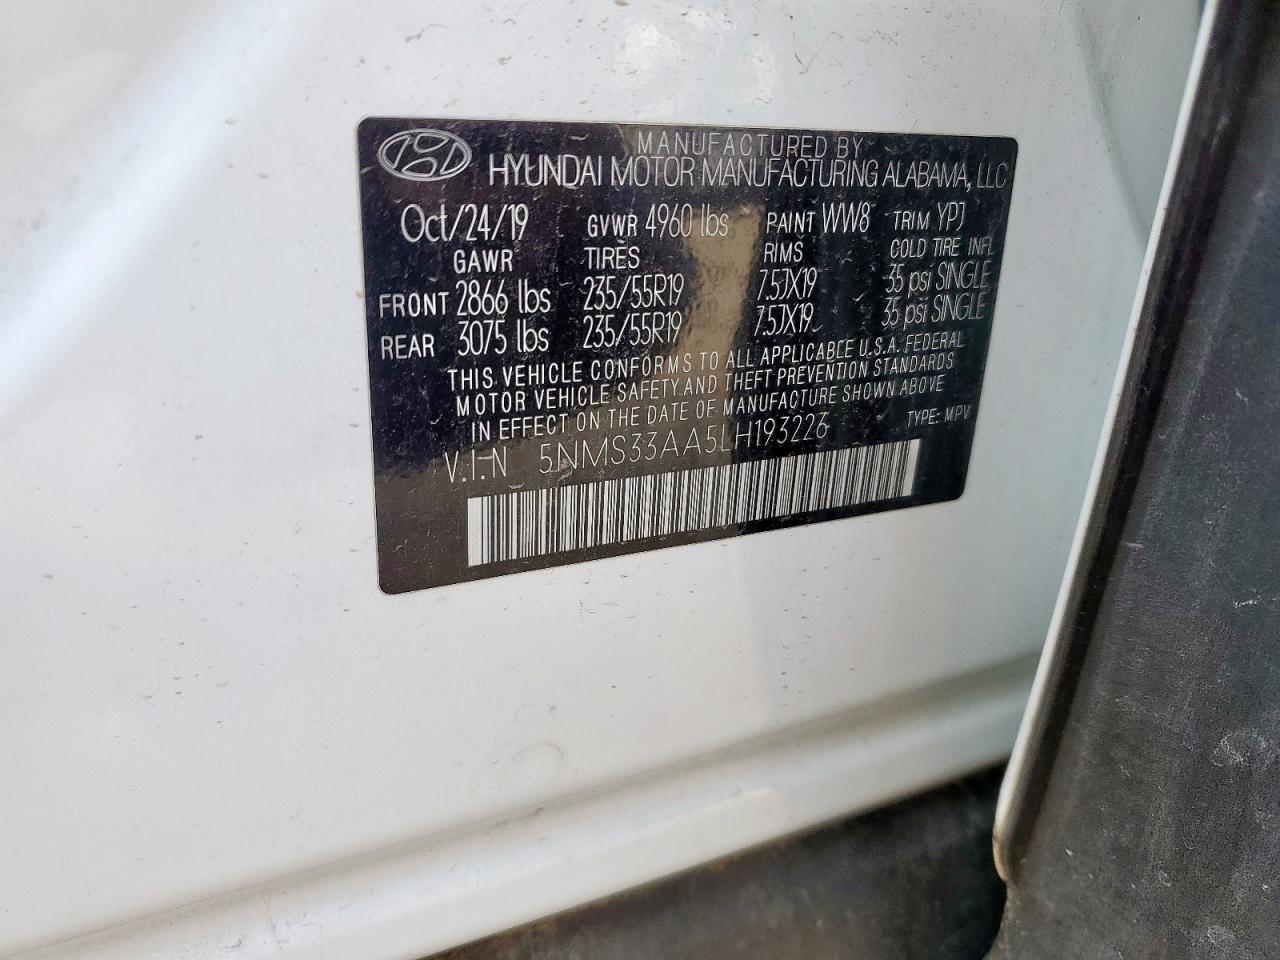 MANUFACTURED BY
HYUNDAI MOTOR MANUFACTURING ALABAMA, LLC
Oct/24/19 GVWR 4960 lbs PAINT WW8 TRIM YPJ
GAWR TIRES RIMS COLD TIRE INFL
FRONT 2866 lbs 235/55R19 7.5JX19 35 psi SINGLE
REAR 3075 lbs 235/55R19 7.5JX19 35 psi SINGLE
THIS VEHICLE CONFORMS TO ALL APPLICABLE U.S.A. FEDERAL
MOTOR VEHICLE SAFETY AND THEFT PREVENTION STANDARDS
IN EFFECT ON THE DATE OF MANUFACTURE SHOWN ABOVE
V.I.N 5NMS33AA5LH193226 TYPE: MPV